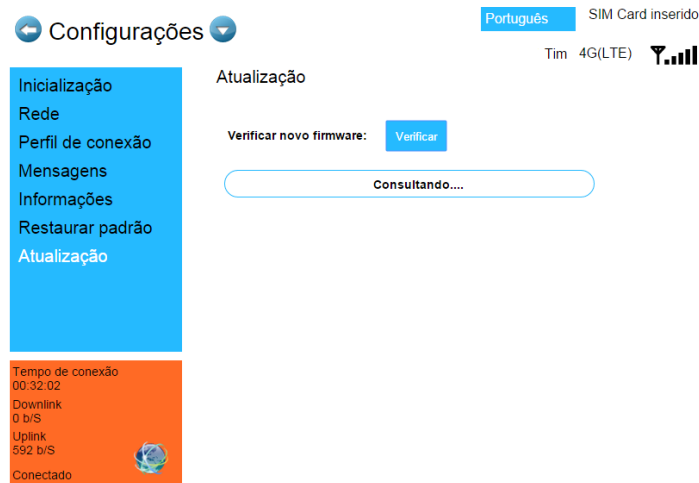 Configurações
Português
SIM Card inserido
Tim 4G(LTE)
Inicialização
Rede
Perfil de conexão
Mensagens
Informações
Restaurar padrão
Atualização
Atualização
Verificar novo firmware:
Verificar
Consultando....
Tempo de conexão
00:32:02
Downlink
0 b/S
Uplink
592 b/S
Conectado